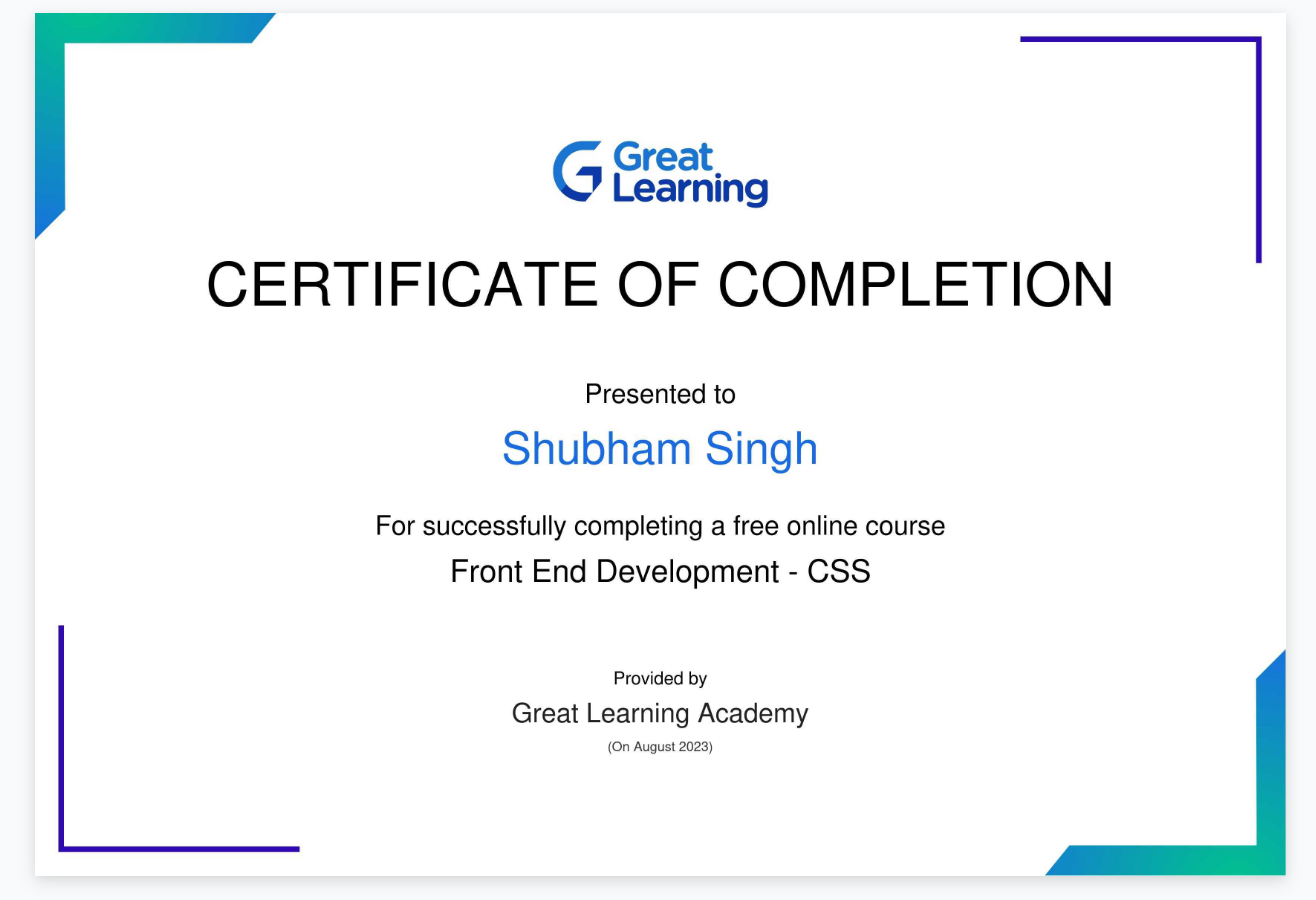 Great
Learning
CERTIFICATE OF COMPLETION
Presented to
Shubham Singh
For successfully completing a free online course
Front End Development - CSS
Provided by
Great Learning Academy
(On August 2023)